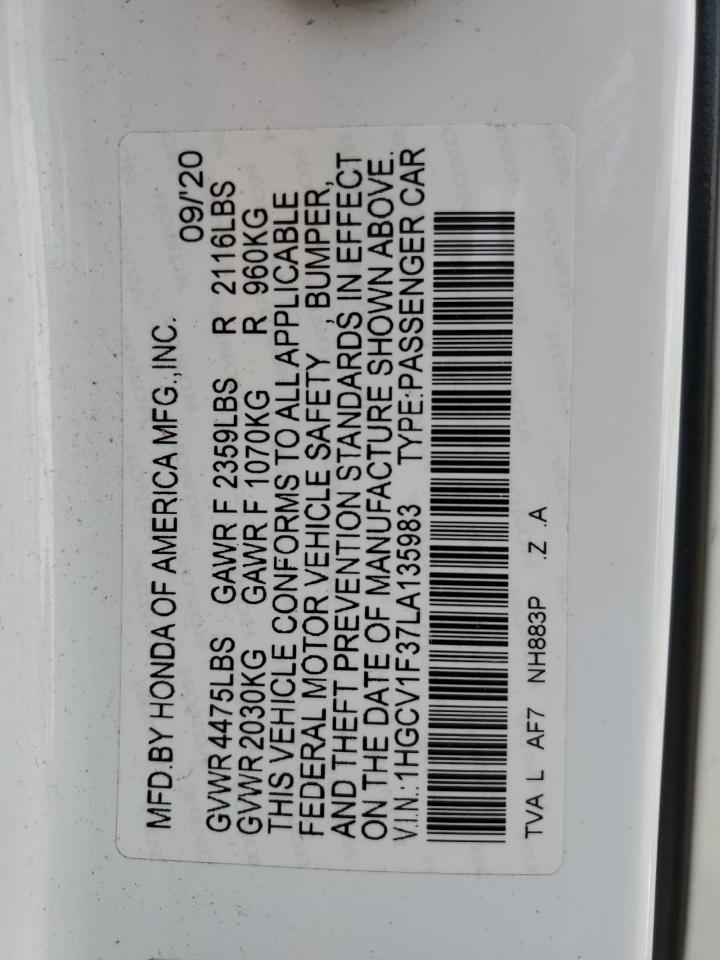 MFD.BY HONDA OF AMERICA MFG.,INC. 09/'20
GVWR 4475LBS GAWR F 2359LBS R 2116LBS
GVWR 2030KG GAWR F 1070KG R 960KG
THIS VEHICLE CONFORMS TO ALL APPLICABLE
FEDERAL MOTOR VEHICLE SAFETY , BUMPER,
AND THEFT PREVENTION STANDARDS IN EFFECT
ON THE DATE OF MANUFACTURE SHOWN ABOVE.
V.I.N.:1HGCV1F37LA135983 TYPE:PASSENGER CAR
TVA L AF7 NH883P .Z .A